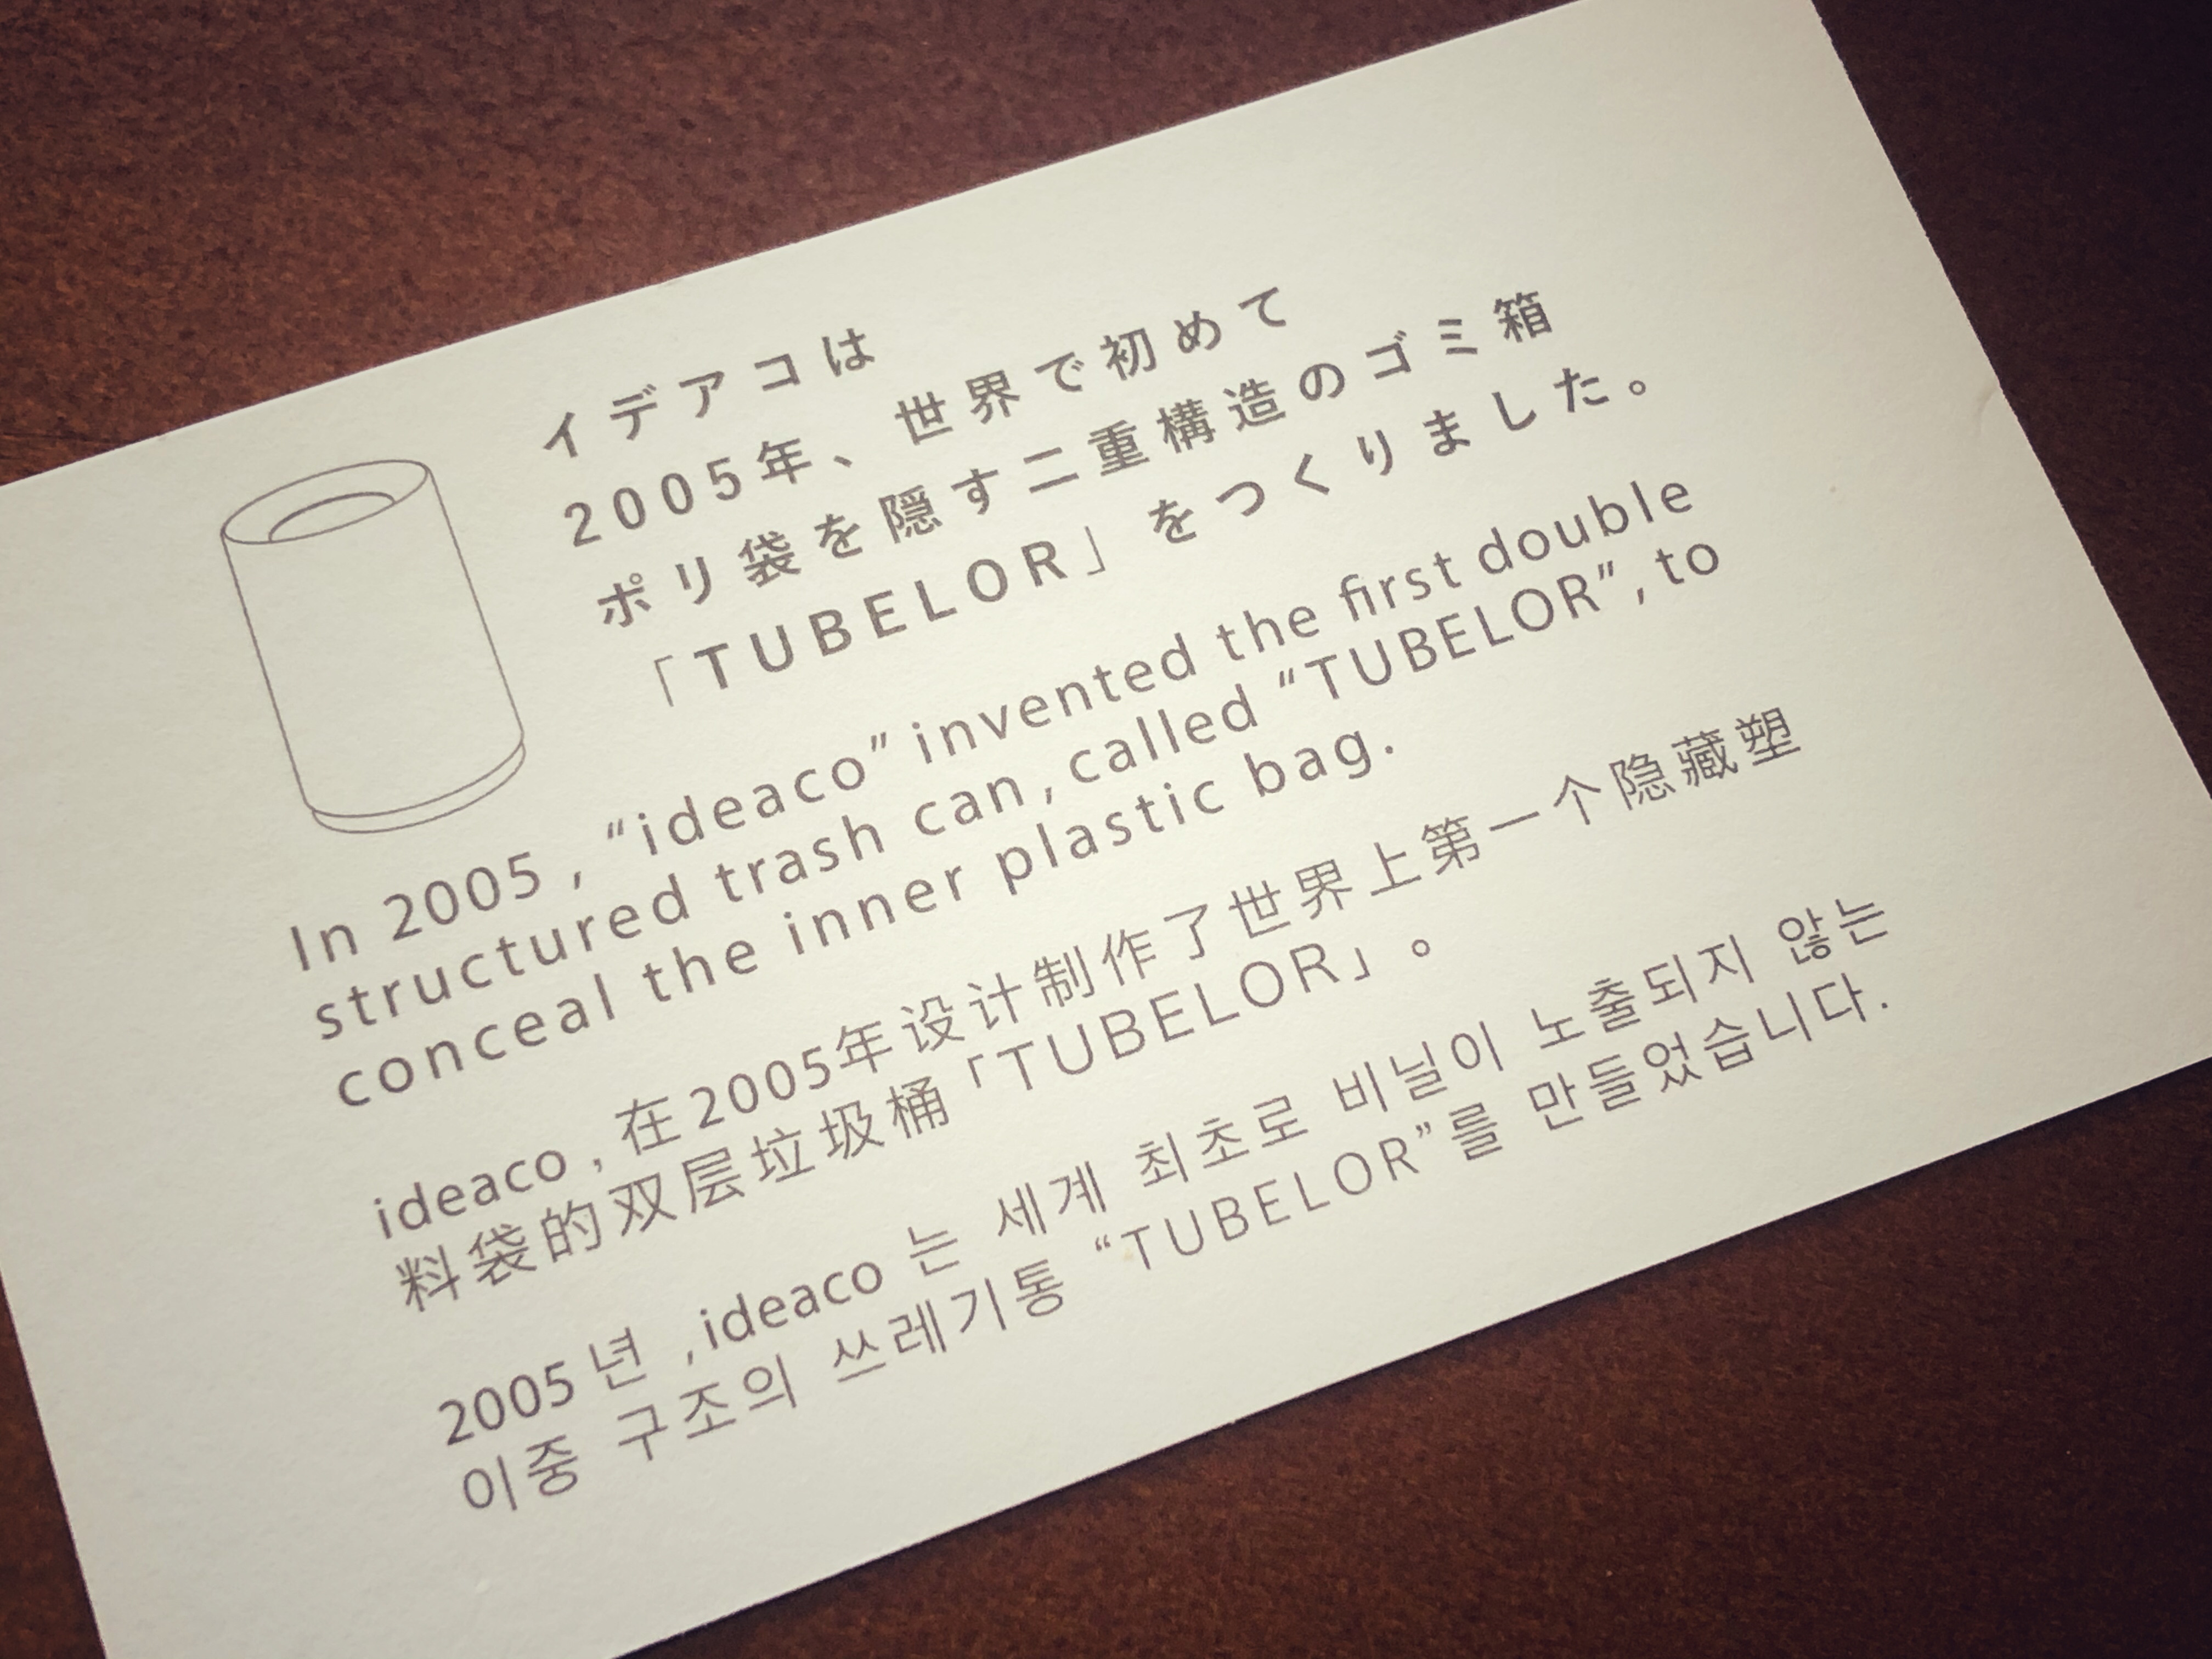 イデアコは
2005年、世界で初めて
ポリ袋を隠す二重構造のゴミ箱
「TUBELOR」をつくりました。
In 2005 , "ideaco" invented the first double
structured trash can, called "TUBELOR", to
conceal the inner plastic bag.
ideaco , 在2005年设计制作了世界上第一个隐藏塑
料袋的双层垃圾桶「TUBELOR」。
2005년 ,ideaco 는 세계 최초로 비닐이 노출되지 않는
이중 구조의 쓰레기통 “TUBELOR”를 만들었습니다.